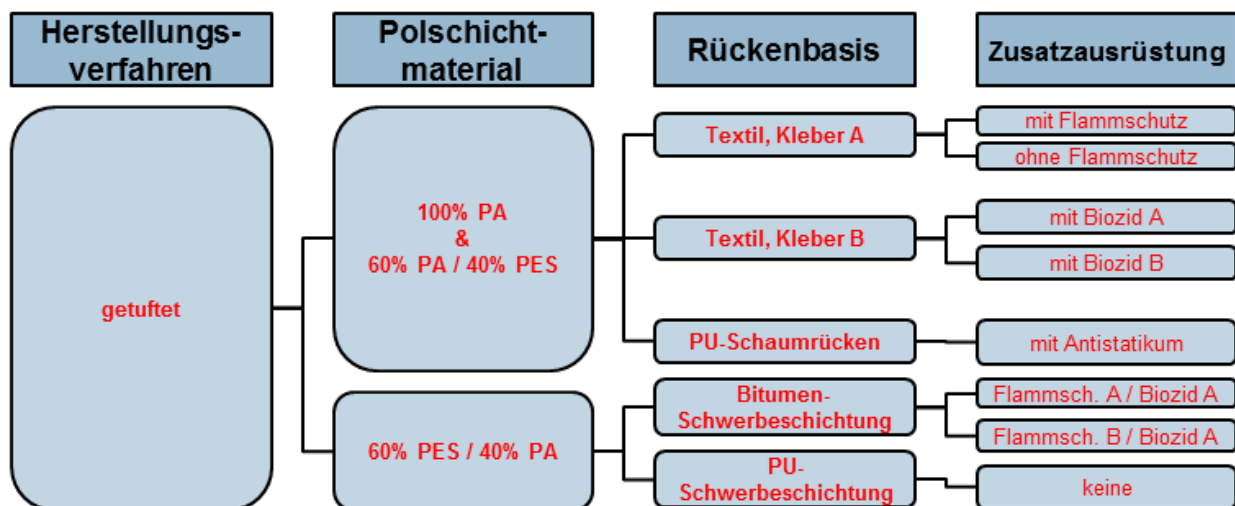 Herstellungs-
verfahren
Polschicht-
material
Rückenbasis
Zusatzausrüstung
getuftet
100% PA
&
60% PA / 40% PES
60% PES / 40% PA
Textil, Kleber A
Textil, Kleber B
PU-Schaumrücken
Bitumen-
Schwerbeschichtung
PU-
Schwerbeschichtung
mit Flammschutz
ohne Flammschutz
mit Biozid A
mit Biozid B
mit Antistatikum
Flammsch. A / Biozid A
Flammsch. B / Biozid A
keine